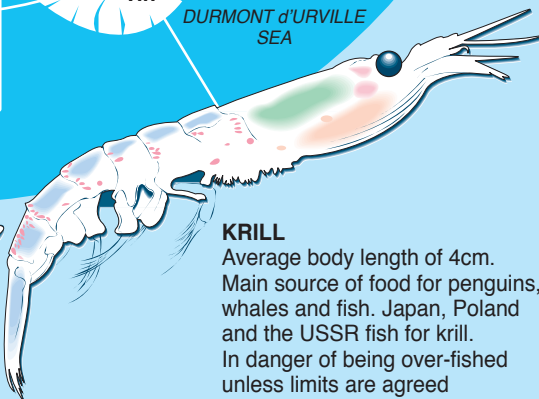 DURMONT d'URVILLE
SEA
KRILL
Average body length of 4cm.
Main source of food for penguins,
whales and fish. Japan, Poland
and the USSR fish for krill.
In danger of being over-fished
unless limits are agreed